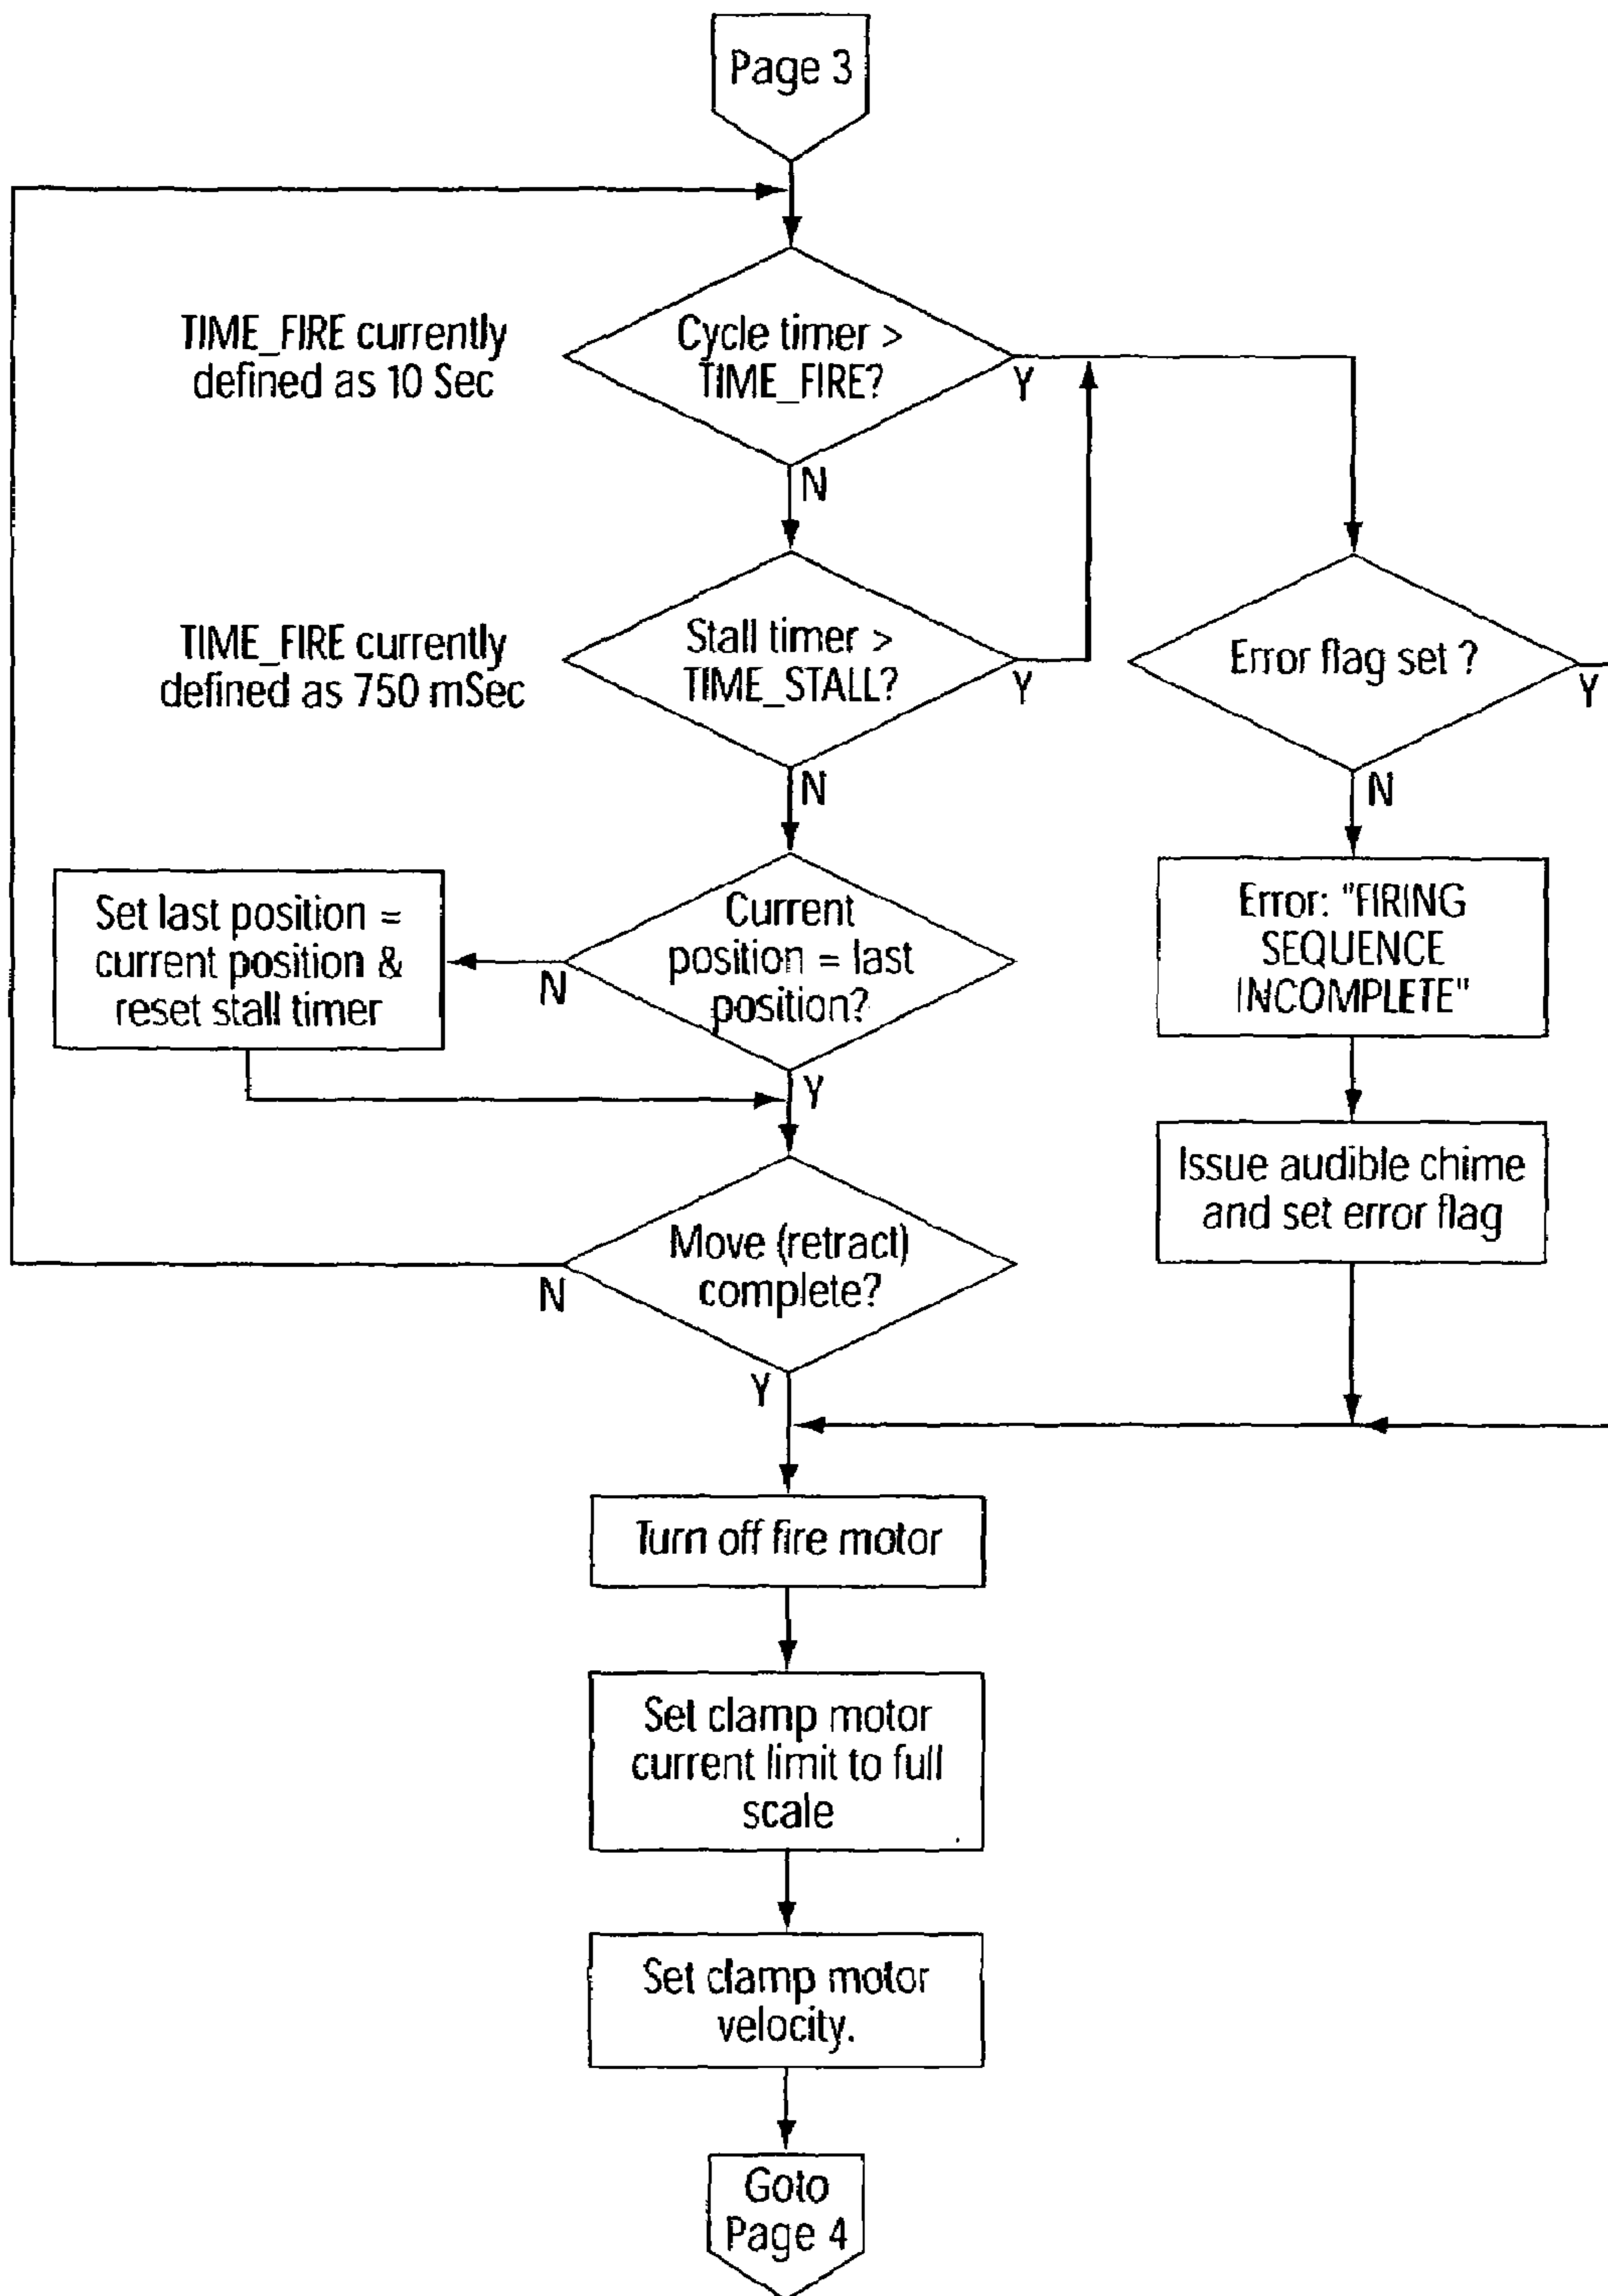 Page 3
TIME_FIRE currently
defined as 10 Sec
Cycle timer >
TIME_FIRE?
Y
N
TIME_FIRE currently
defined as 750 mSec
Stall timer >
TIME_STALL?
Y
N
Error flag set ?
Y
N
Set last position =
current position &
reset stall timer
N
Current
position = last
position?
Y
Error: "FIRING
SEQUENCE
INCOMPLETE"
Issue audible chime
and set error flag
Move (retract)
complete?
N
Y
Turn off fire motor
Set clamp motor
current limit to full
scale
Set clamp motor
velocity.
Goto
Page 4